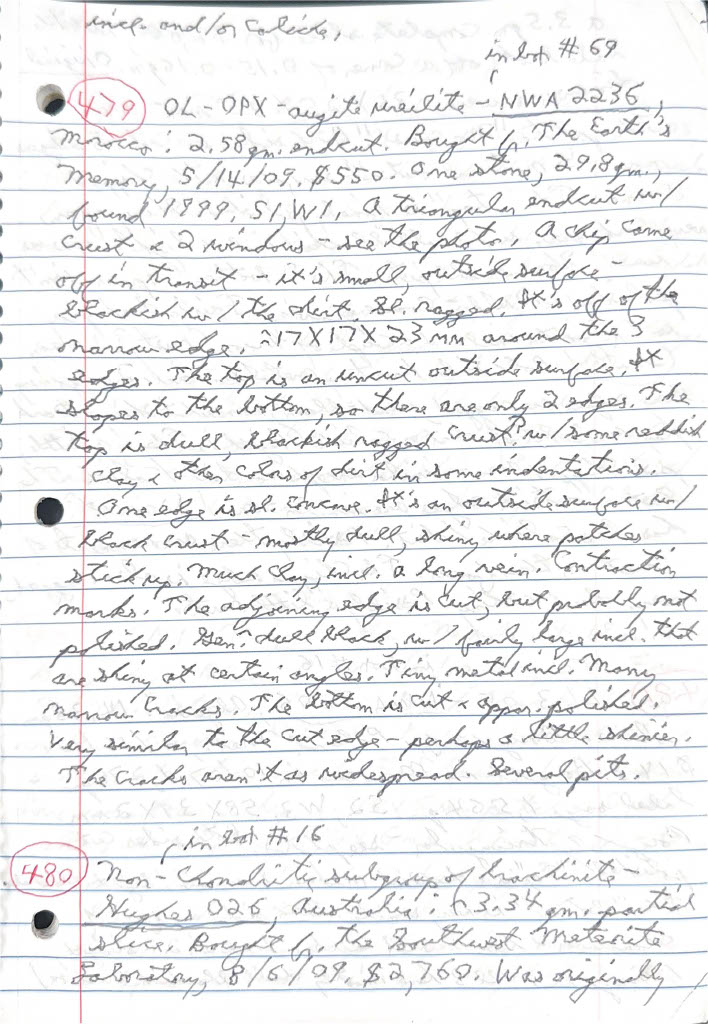 incl. and/or calcide.
in bot # 69
479 OL-OPX-augite ureilite - NWA 2236,
Morocco: 2.58 gm. endcut. Bought fr. The Earth's
Memory, 5/14/09. $550. One stone, 29.8 gm.,
found 1999, S1, W1. A triangular endcut w/
crust & 2 windows - see the photo. A chip came
off in transit - it's small, outside surface -
blackish w/ the dirt. Sl. ragged. It's off of the
narrow edge. ≈17X17X23 mm around the 3
edges. The top is an uncut outside surface. It
slopes to the bottom, so there are only 2 edges. The
top is dull, blackish ragged crust? w/ some reddish
clay & other colors of dirt in some indentations.
One edge is sl. concave. It's an outside surface w/
black crust - mostly dull, shiny where patches
stick up. Much clay, incl. a long vein. Contraction
marks. The adjoining edge is cut, but probably not
polished. Gen? dull black, w/ fairly large incl. that
are shiny at certain angles. Tiny metal incl. Many
narrow cracks. The bottom is cut & appar. polished.
Very similar to the cut edge - perhaps a little shinier.
The cracks aren't as widespread. Several pits.
in bot #16
480 Non-Chondritic subgroup of brachinite -
Hughes 026, Australia: 3.34 gm. partial
slice. Bought fr. the Southwest Meteorite
Laboratory, 8/6/09. $2,760. Was originally